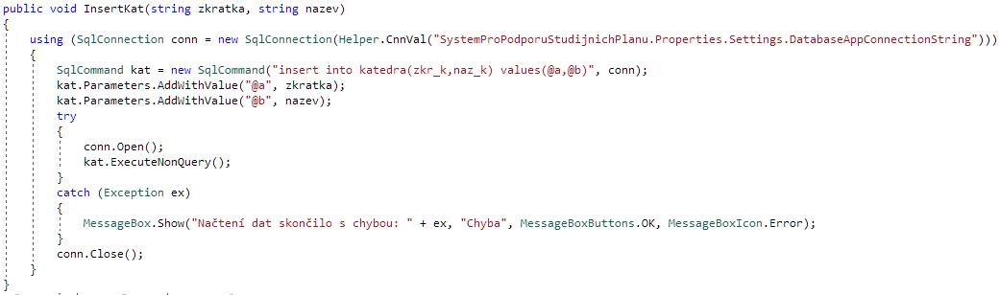 public void InsertKat(string zkratka, string nazev)
{
using (SqlConnection conn = new SqlConnection(Helper.CnnVal("SystemProPodporuStudijnichPlanu.Properties.Settings.DatabaseAppConnectionString")))
{
SqlCommand kat = new SqlCommand("insert into katedra(zkr_k,naz_k) values(@a,@b)", conn);
kat.Parameters.AddWithValue("@a", zkratka);
kat.Parameters.AddWithValue("@b", nazev);
try
{
conn.Open();
kat.ExecuteNonQuery();
}
catch (Exception ex)
{
MessageBox.Show("Načtení dat skončilo s chybou: " + ex, "Chyba", MessageBoxButtons.OK, MessageBoxIcon.Error);
}
conn.Close();
}
}